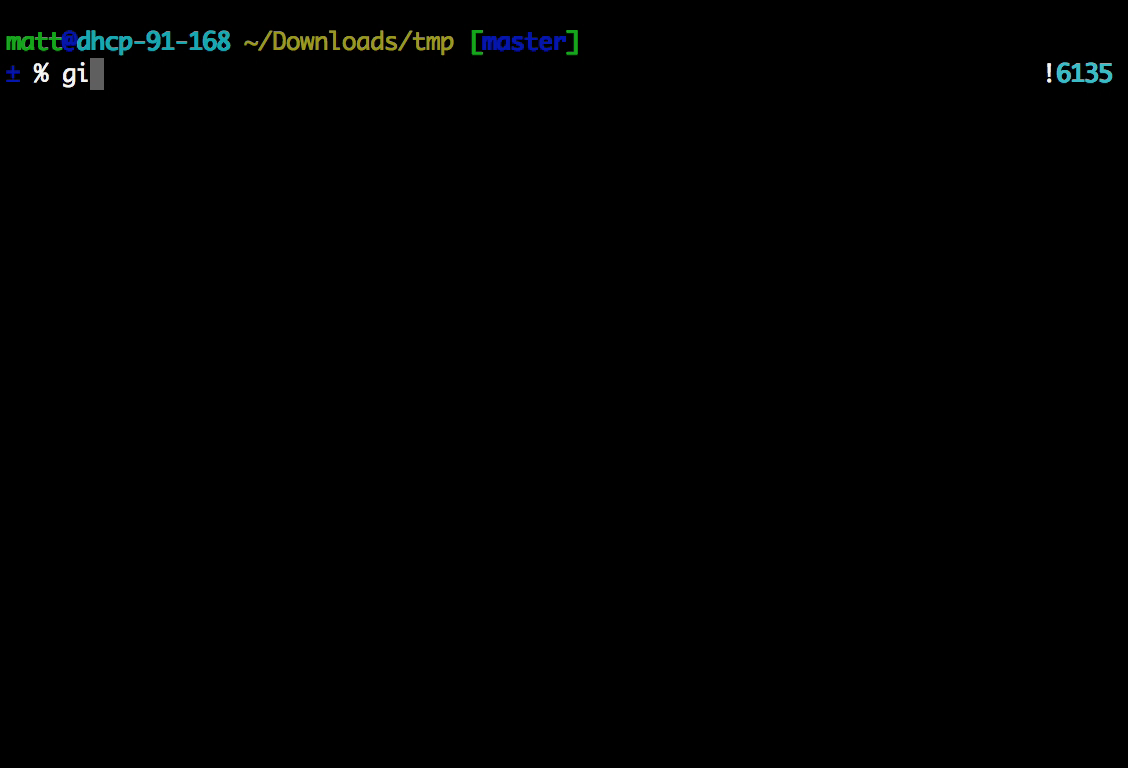 matt@dhcp-91-168 ~/Downloads/tmp [master]
± % gi !6135